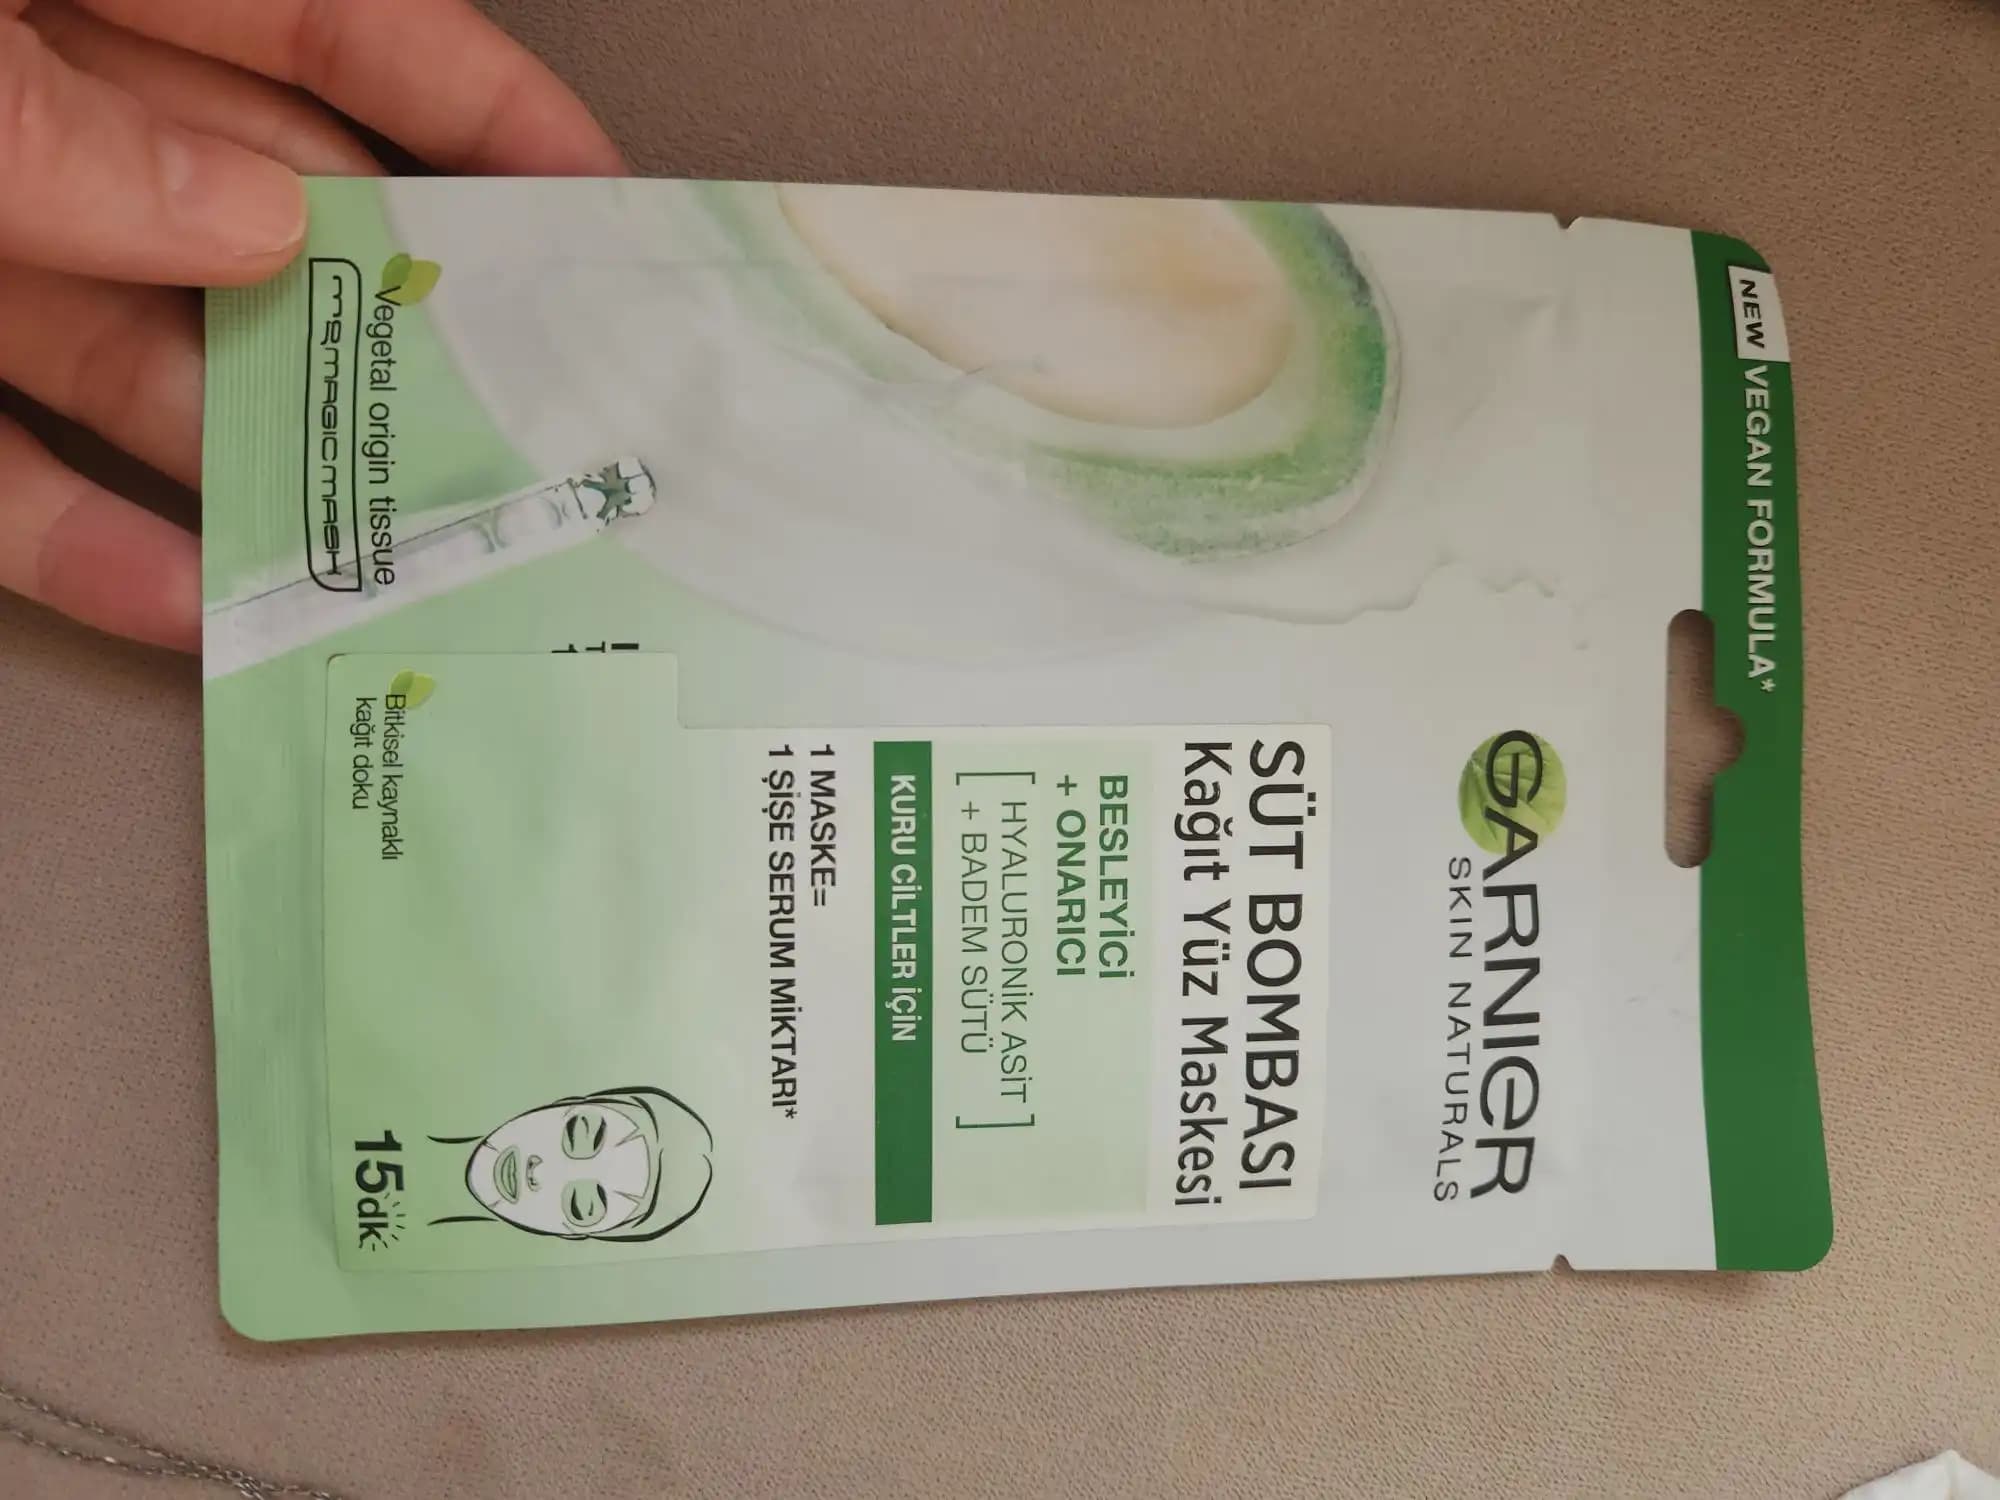 NEW VEGAN FORMULA*
GARNIER
SKIN NATURALS
SÜT BOMBASI
Kağıt Yüz Maskesi
BESLEYİCİ
+ ONARICI
[ HYALURONİK ASİT
+ BADEM SÜTÜ ]
KURU CİLTLER İÇİN
1 MASKE=
1 ŞİŞE SERUM MİKTARI*
Vegetal origin tissue
mgmagicmask
Bitkisel kaynaklı
kağıt doku
15dk